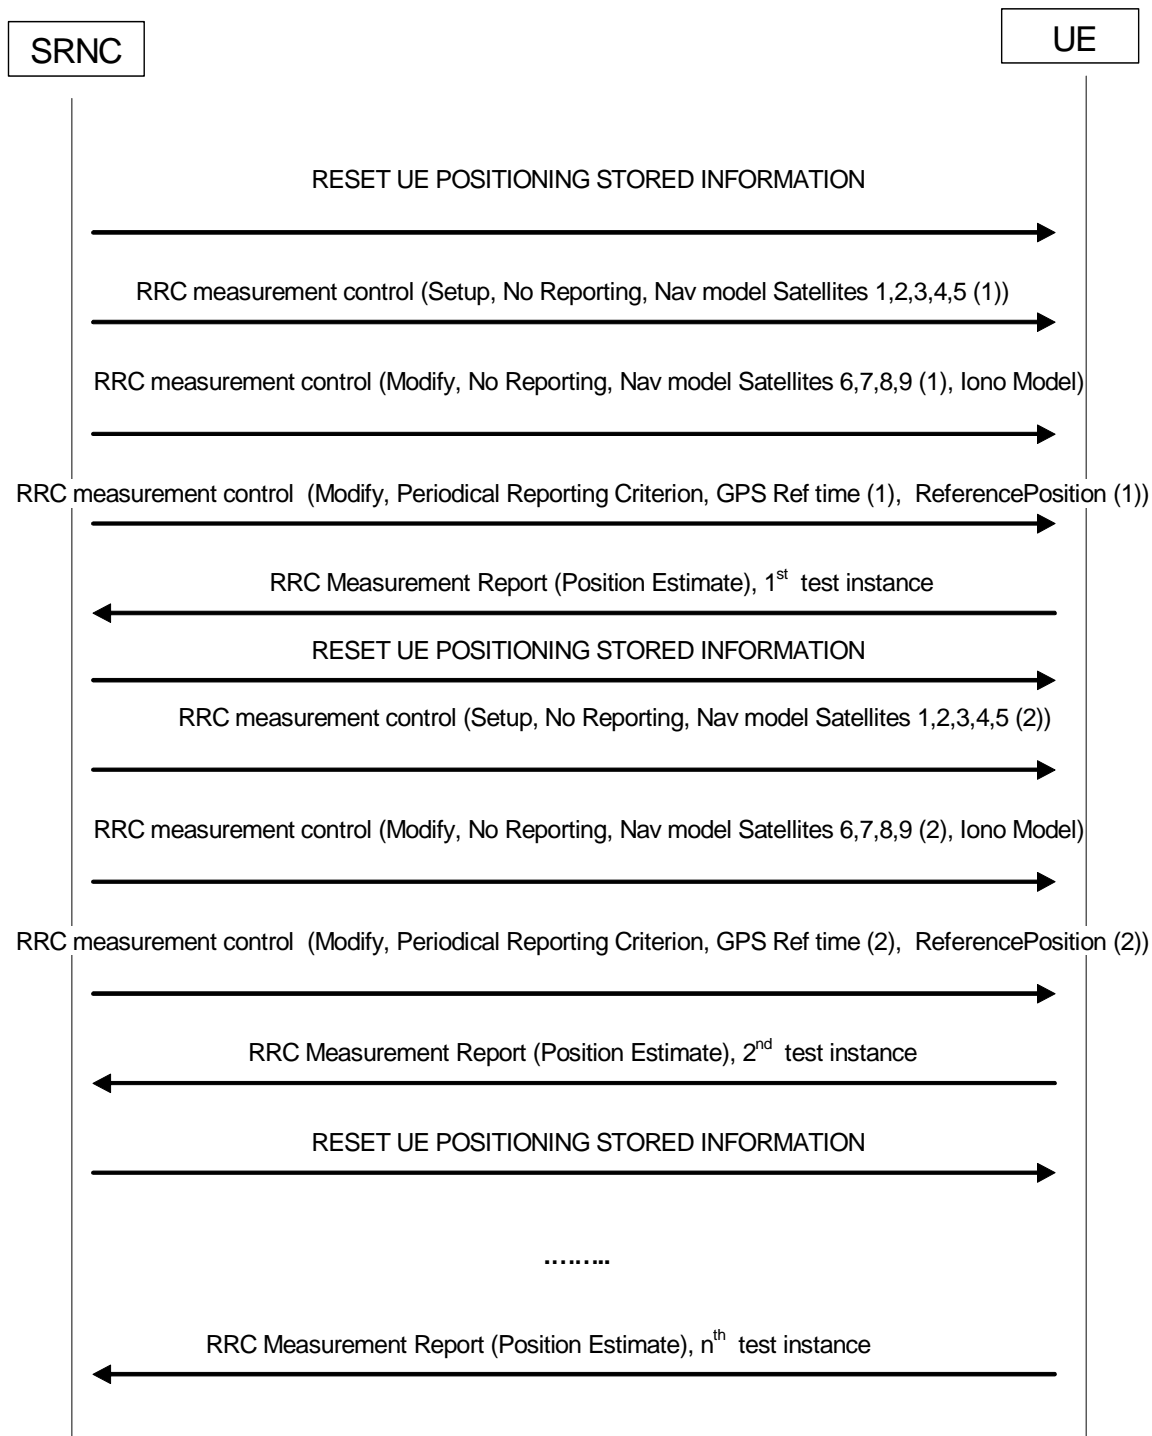 SRNC
UE
RESET UE POSITIONING STORED INFORMATION
RRC measurement control (Setup, No Reporting, Nav model Satellites 1,2,3,4,5 (1))
RRC measurement control (Modify, No Reporting, Nav model Satellites 6,7,8,9 (1), Iono Model)
RRC measurement control (Modify, Periodical Reporting Criterion, GPS Ref time (1), ReferencePosition (1))
RRC Measurement Report (Position Estimate), 1st test instance
RESET UE POSITIONING STORED INFORMATION
RRC measurement control (Setup, No Reporting, Nav model Satellites 1,2,3,4,5 (2))
RRC measurement control (Modify, No Reporting, Nav model Satellites 6,7,8,9 (2), Iono Model)
RRC measurement control (Modify, Periodical Reporting Criterion, GPS Ref time (2), ReferencePosition (2))
RRC Measurement Report (Position Estimate), 2nd test instance
RESET UE POSITIONING STORED INFORMATION
………
RRC Measurement Report (Position Estimate), nth test instance